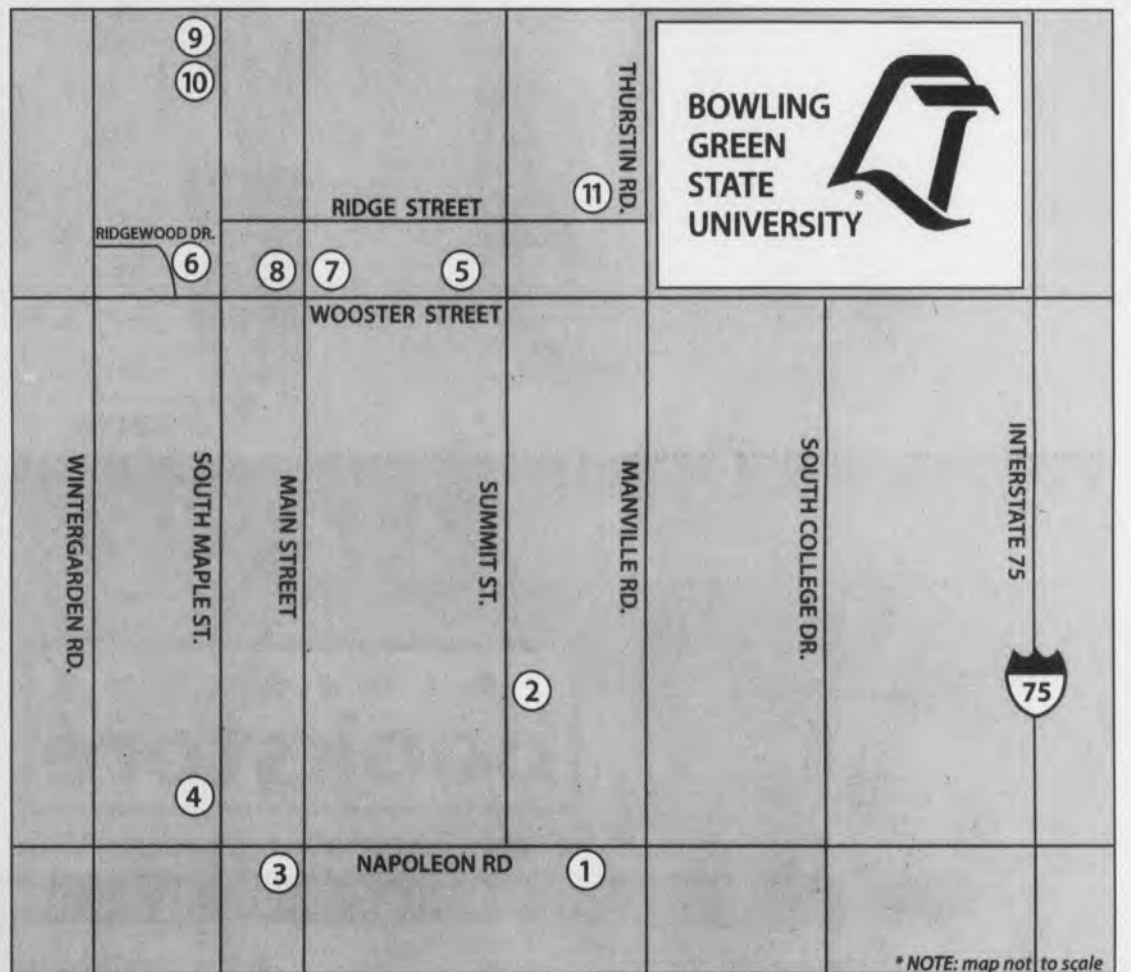 9
10
THURSTIN RD.
BOWLING
GREEN
STATE
UNIVERSITY
®
11
RIDGE STREET
RIDGEWOOD DR.
6
8
7
5
WOOSTER STREET
WINTERGARDEN RD.
SOUTH MAPLE ST.
MAIN STREET
SUMMIT ST.
MANVILLE RD.
SOUTH COLLEGE DR.
INTERSTATE 75
2
75
4
3
NAPOLEON RD
1
* NOTE: map not to scale